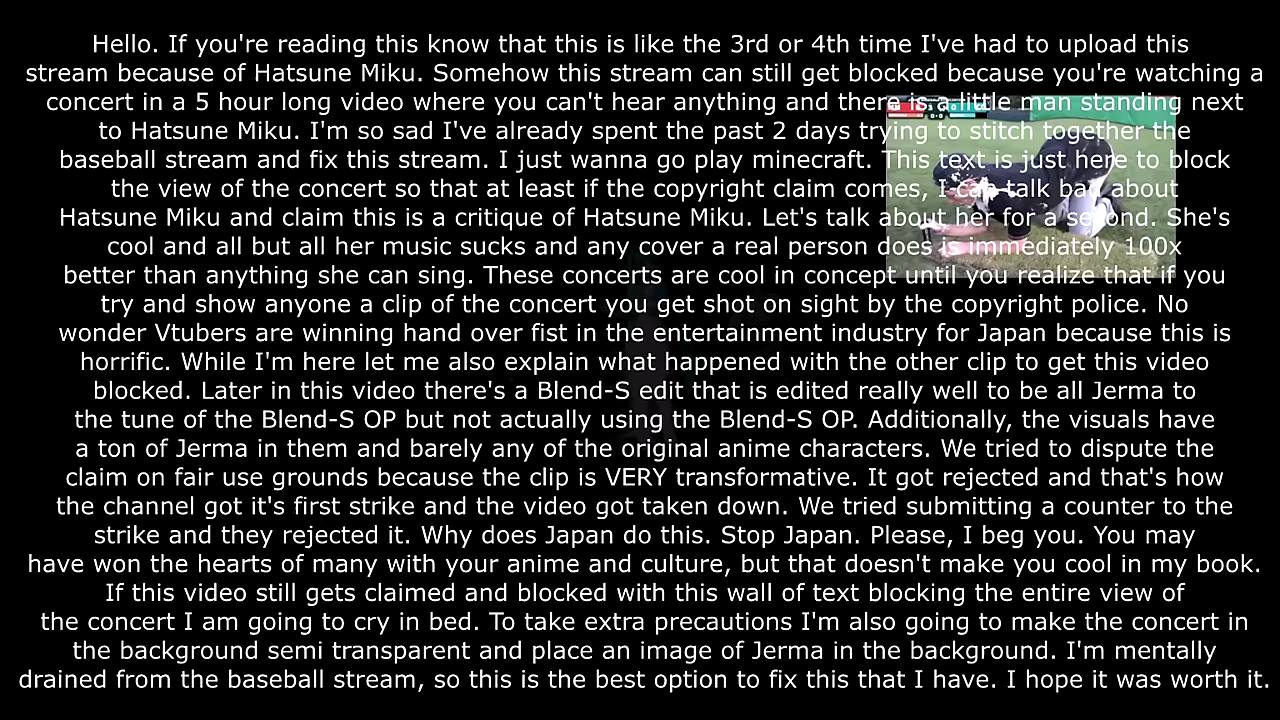 Hello. If you're reading this know that this is like the 3rd or 4th time I've had to upload this
stream because of Hatsune Miku. Somehow this stream can still get blocked because you're watching a
concert in a 5 hour long video where you can't hear anything and there is a little man standing next
to Hatsune Miku. I'm so sad I've already spent the past 2 days trying to stitch together the
baseball stream and fix this stream. I just wanna go play minecraft. This text is just here to block
the view of the concert so that at least if the copyright claim comes, I can talk bad about
Hatsune Miku and claim this is a critique of Hatsune Miku. Let's talk about her for a second. She's
cool and all but all her music sucks and any cover a real person does is immediately 100x
better than anything she can sing. These concerts are cool in concept until you realize that if you
try and show anyone a clip of the concert you get shot on sight by the copyright police. No
wonder Vtubers are winning hand over fist in the entertainment industry for Japan because this is
horrific. While I'm here let me also explain what happened with the other clip to get this video
blocked. Later in this video there's a Blend-S edit that is edited really well to be all Jerma to
the tune of the Blend-S OP but not actually using the Blend-S OP. Additionally, the visuals have
a ton of Jerma in them and barely any of the original anime characters. We tried to dispute the
claim on fair use grounds because the clip is VERY transformative. It got rejected and that's how
the channel got it's first strike and the video got taken down. We tried submitting a counter to the
strike and they rejected it. Why does Japan do this. Stop Japan. Please, I beg you. You may
have won the hearts of many with your anime and culture, but that doesn't make you cool in my book.
If this video still gets claimed and blocked with this wall of text blocking the entire view of
the concert I am going to cry in bed. To take extra precautions I'm also going to make the concert in
the background semi transparent and place an image of Jerma in the background. I'm mentally
drained from the baseball stream, so this is the best option to fix this that I have. I hope it was worth it.